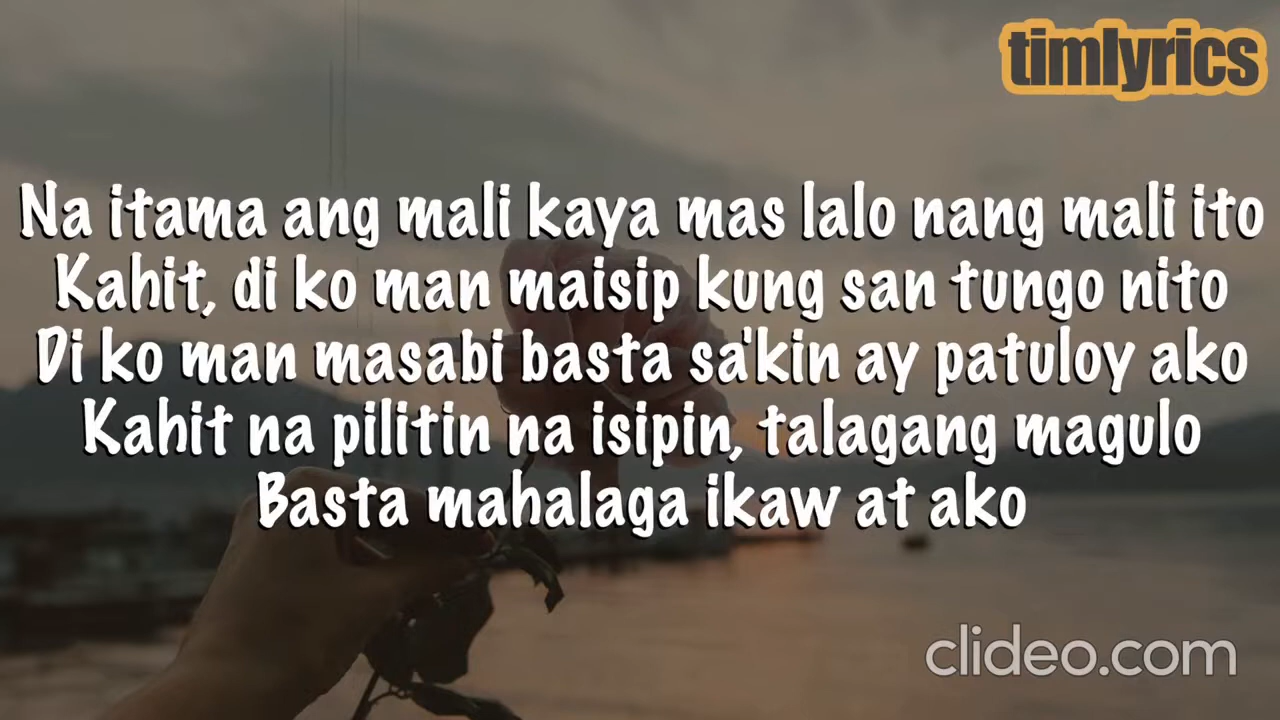 timlyrics
Na itama ang mali kaya mas lalo nang mali ito
Kahit, di ko man maisip kung san tungo nito
Di ko man masabi basta sa'kin ay patuloy ako
Kahit na pilitin na isipin, talagang magulo
Basta mahalaga ikaw at ako
clideo.com